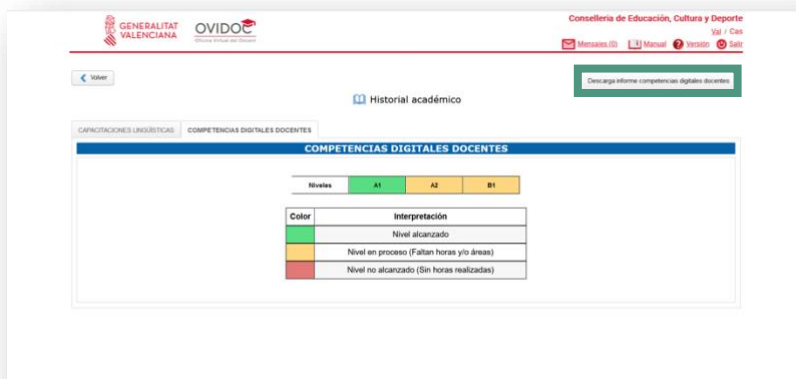 GENERALITAT
VALENCIANA
OVIDOC
Oficina Virtual del Docent
Conselleria de Educación, Cultura y Deporte
Val / Cas
Mensajes (0) Manual Versión Salir
Volver
Descarga informe competencias digitales docentes
Historial académico
CAPACITACIONES LINGÜÍSTICAS COMPETENCIAS DIGITALES DOCENTES
COMPETENCIAS DIGITALES DOCENTES
Niveles A1 A2 B1
Color Interpretación
Nivel alcanzado
Nivel en proceso (Faltan horas y/o áreas)
Nivel no alcanzado (Sin horas realizadas)